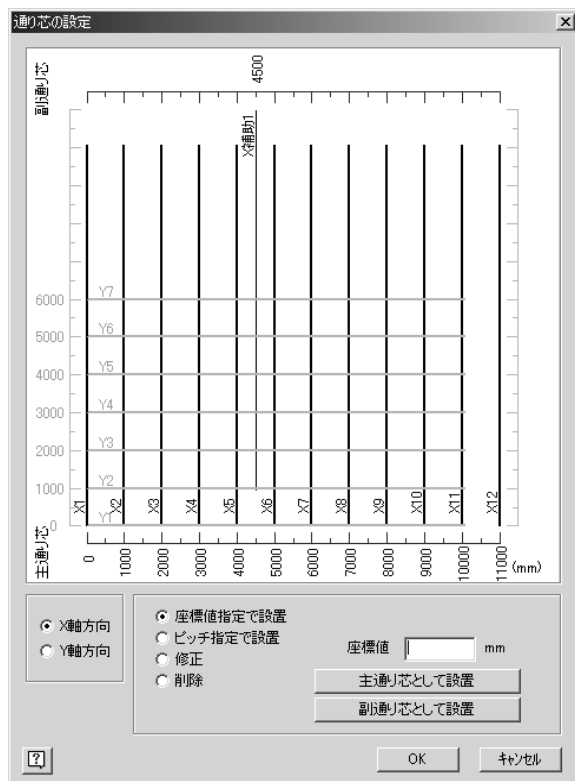 通り芯の設定
副通り芯
4500
X補助1
6000
Y7
5000
Y6
4000
Y5
3000
Y4
2000
Y3
1000
Y2
0
Y1
X1
X2
X3
X4
X5
X6
X7
X8
X9
X10
X11
X12
主通り芯
0
1000
2000
3000
4000
5000
6000
7000
8000
9000
10000
11000
(mm)
X軸方向
Y軸方向
座標値指定で設置
ピッチ指定で設置
修正
削除
座標値
mm
主通り芯として設置
副通り芯として設置
?
OK
キャンセル